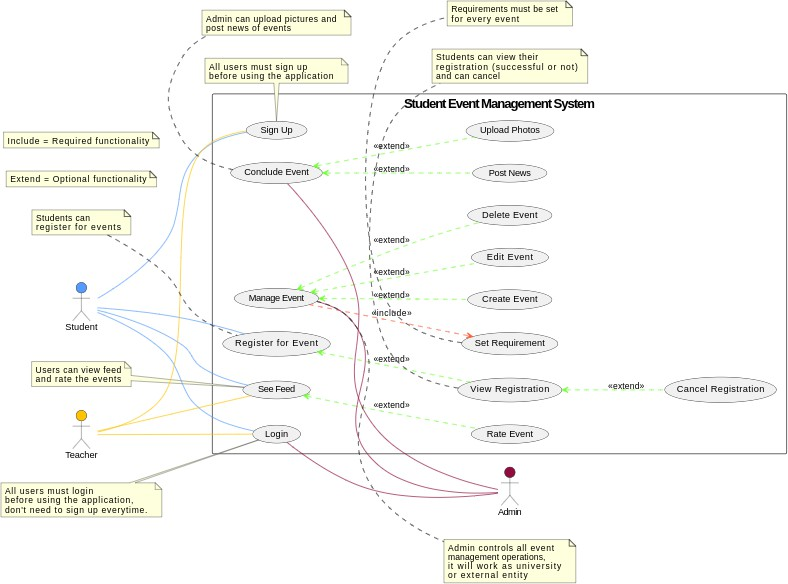 Admin can upload pictures and
post news of events
Requirements must be set
for every event
All users must sign up
before using the application
Students can view their
registration (successful or not)
and can cancel
Student Event Management System
Include = Required functionality
Extend = Optional functionality
Students can
register for events
Sign Up
Upload Photos
«extend»
Conclude Event
«extend»
Post News
Delete Event
«extend»
Edit Event
«extend»
Manage Event
«extend»
Create Event
«include»
Student
Register for Event
Set Requirement
«extend»
Users can view feed
and rate the events
See Feed
View Registration
«extend»
Cancel Registration
«extend»
Login
Rate Event
Teacher
All users must login
before using the application,
don't need to sign up everytime.
Admin
Admin controls all event
management operations,
it will work as university
or external entity